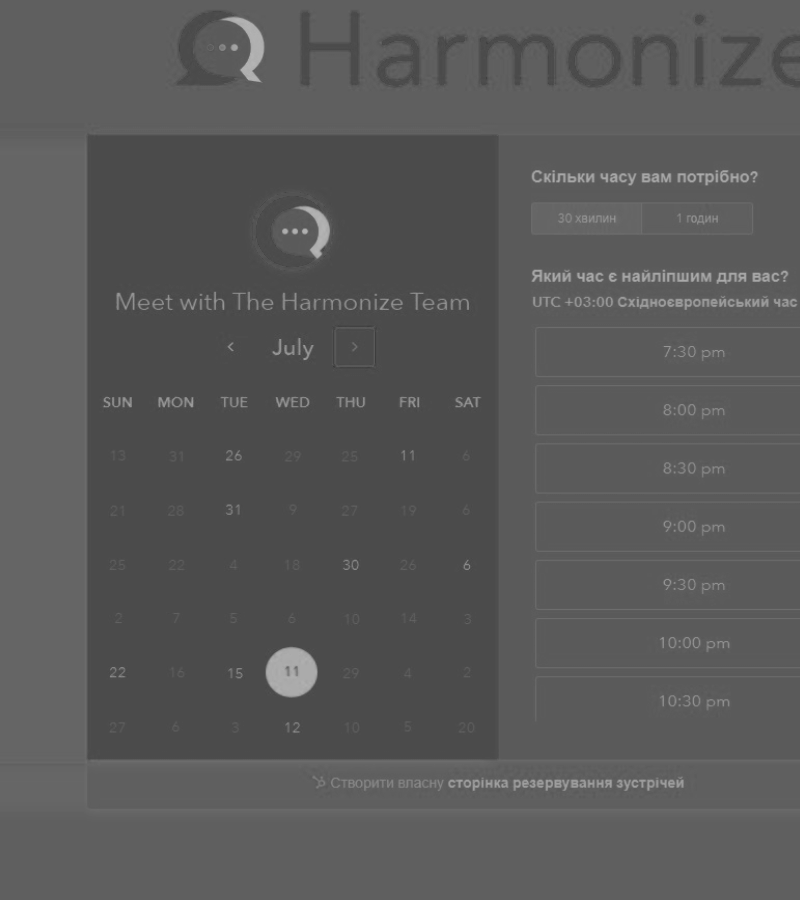 Harmonize
Meet with The Harmonize Team
July
SUN MON TUE WED THU FRI SAT
13 31 26 29 25 11 6
21 28 31 9 27 19 6
25 22 4 18 30 26 6
2 7 5 6 10 14 3
22 16 15 11 29 4 2
27 6 3 12 10 5 20
Скільки часу вам потрібно?
30 хвилин 1 годин
Який час є найліпшим для вас?
UTC +03:00 Східноєвропейський час
7:30 pm
8:00 pm
8:30 pm
9:00 pm
9:30 pm
10:00 pm
10:30 pm
Створити власну сторінка резервування зустрічей